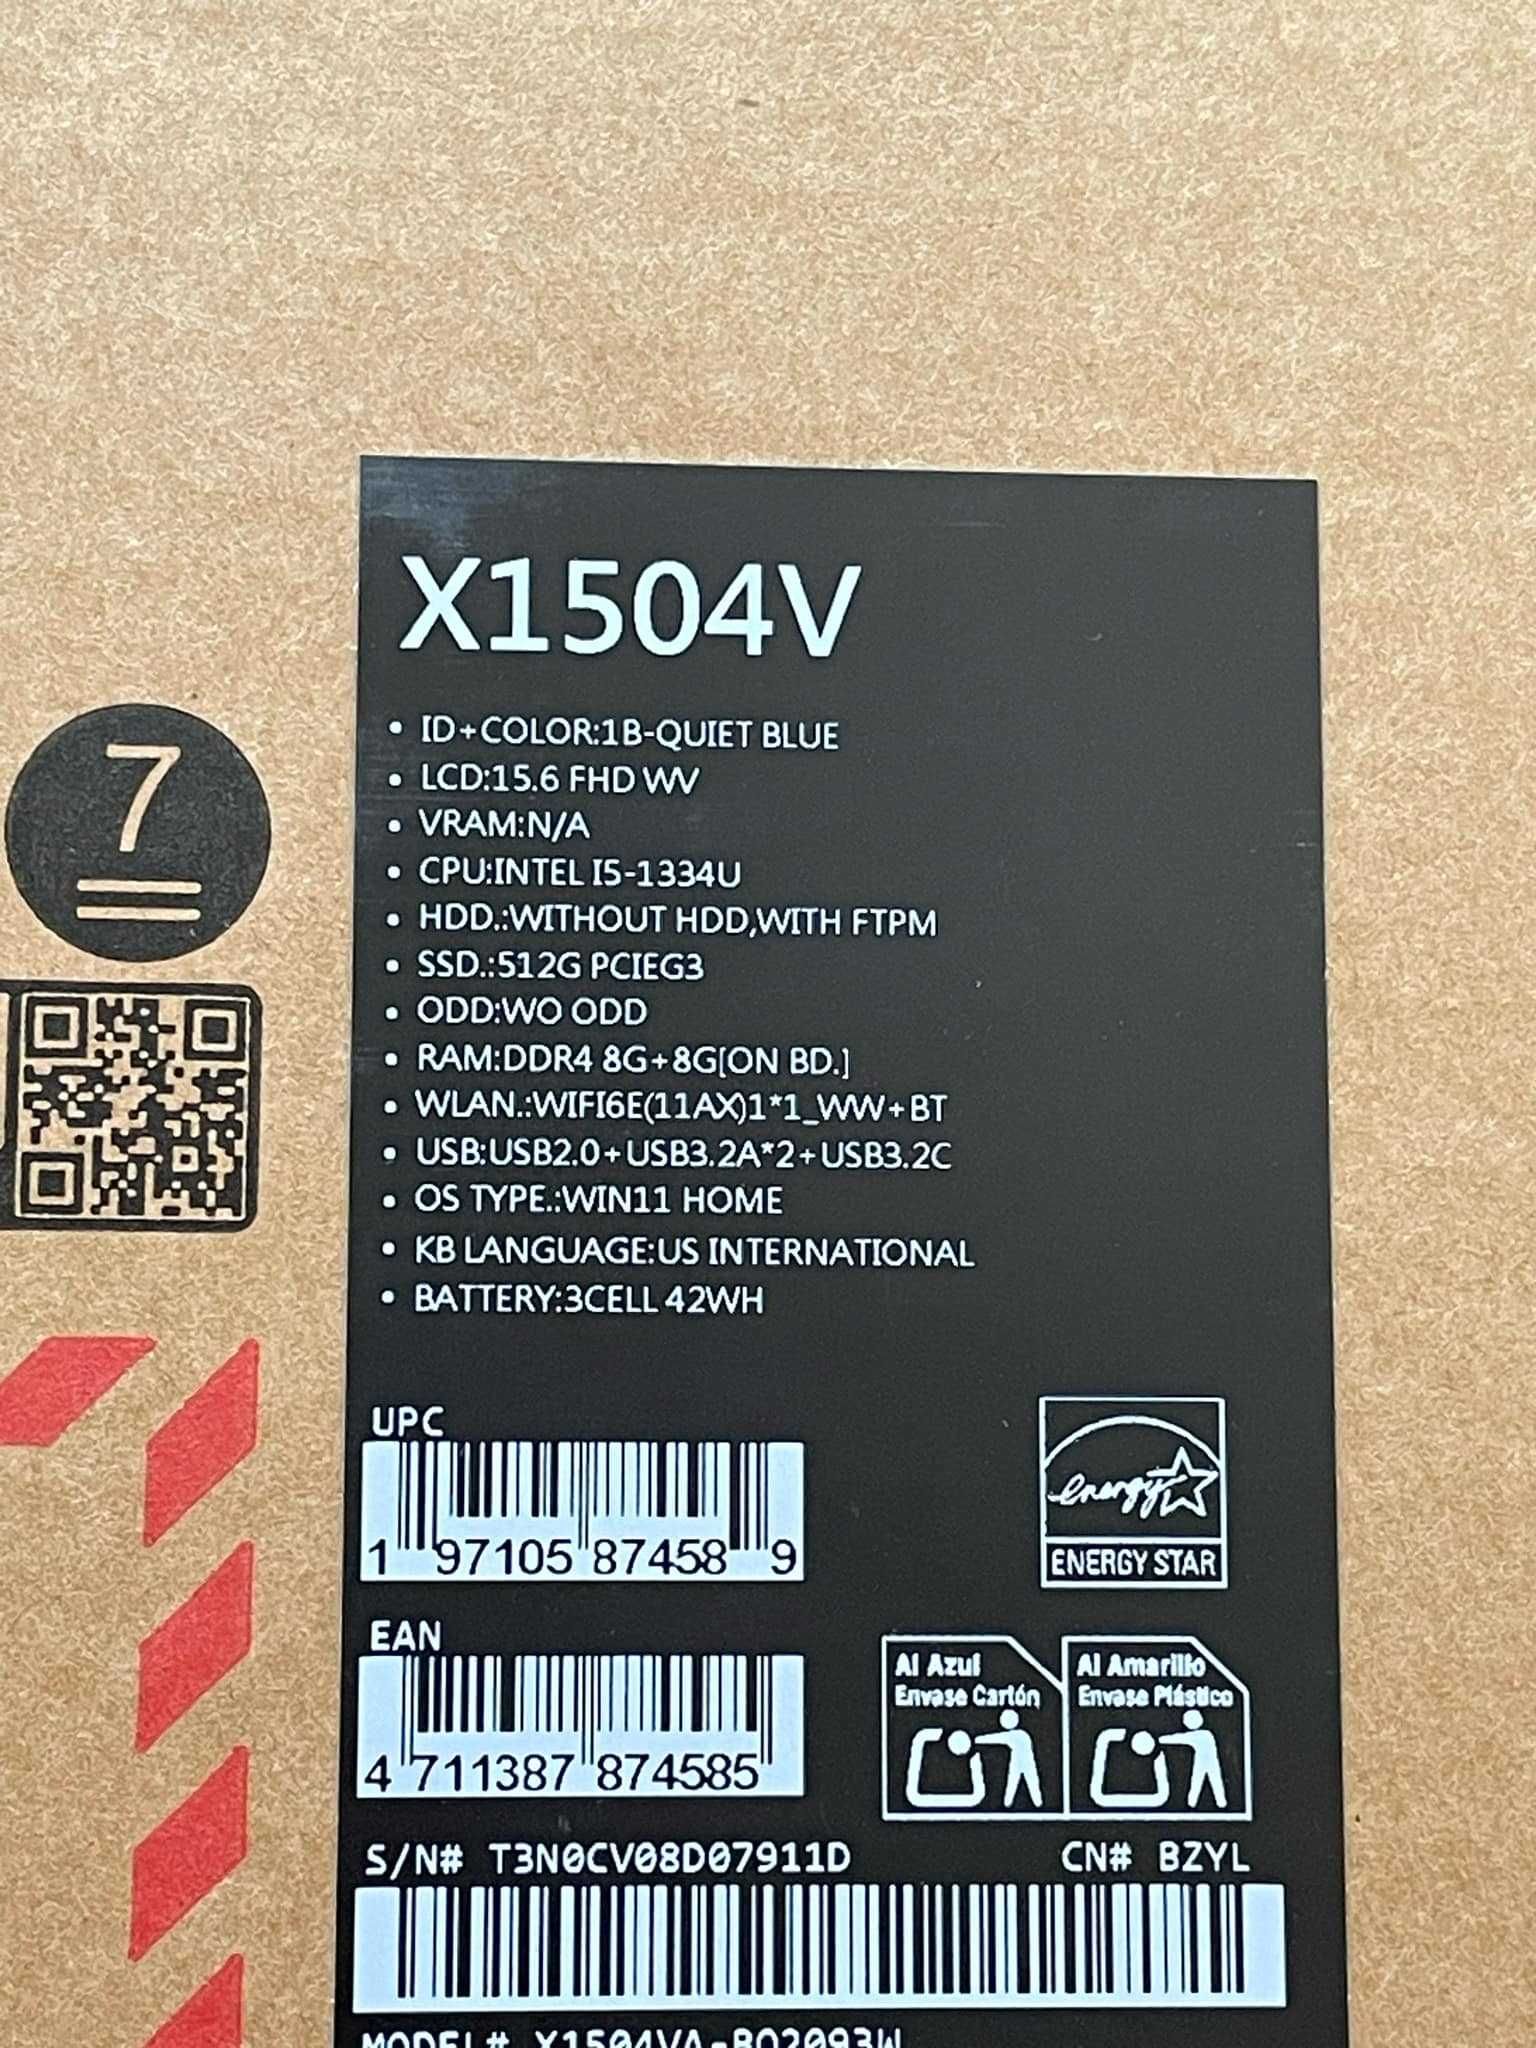 X1504V
• ID+COLOR:1B-QUIET BLUE
• LCD:15.6 FHD WV
• VRAM:N/A
• CPU:INTEL I5-1334U
• HDD.:WITHOUT HDD,WITH FTPM
• SSD.:512G PCIEG3
• ODD:WO ODD
• RAM:DDR4 8G+8G[ON BD.]
• WLAN.:WIFI6E(11AX)1*1_WW+BT
• USB:USB2.0+USB3.2A*2+USB3.2C
• OS TYPE.:WIN11 HOME
• KB LANGUAGE:US INTERNATIONAL
• BATTERY:3CELL 42WH
7
UPC
1 97105 87458 9
energy
ENERGY STAR
EAN
4 711387 874585
Al Azul
Envase Cartón
Al Amarillo
Envase Plástico
S/N# T3N0CV08D07911D
CN# BZYL
MODEL# X1504VA-BQ2093W